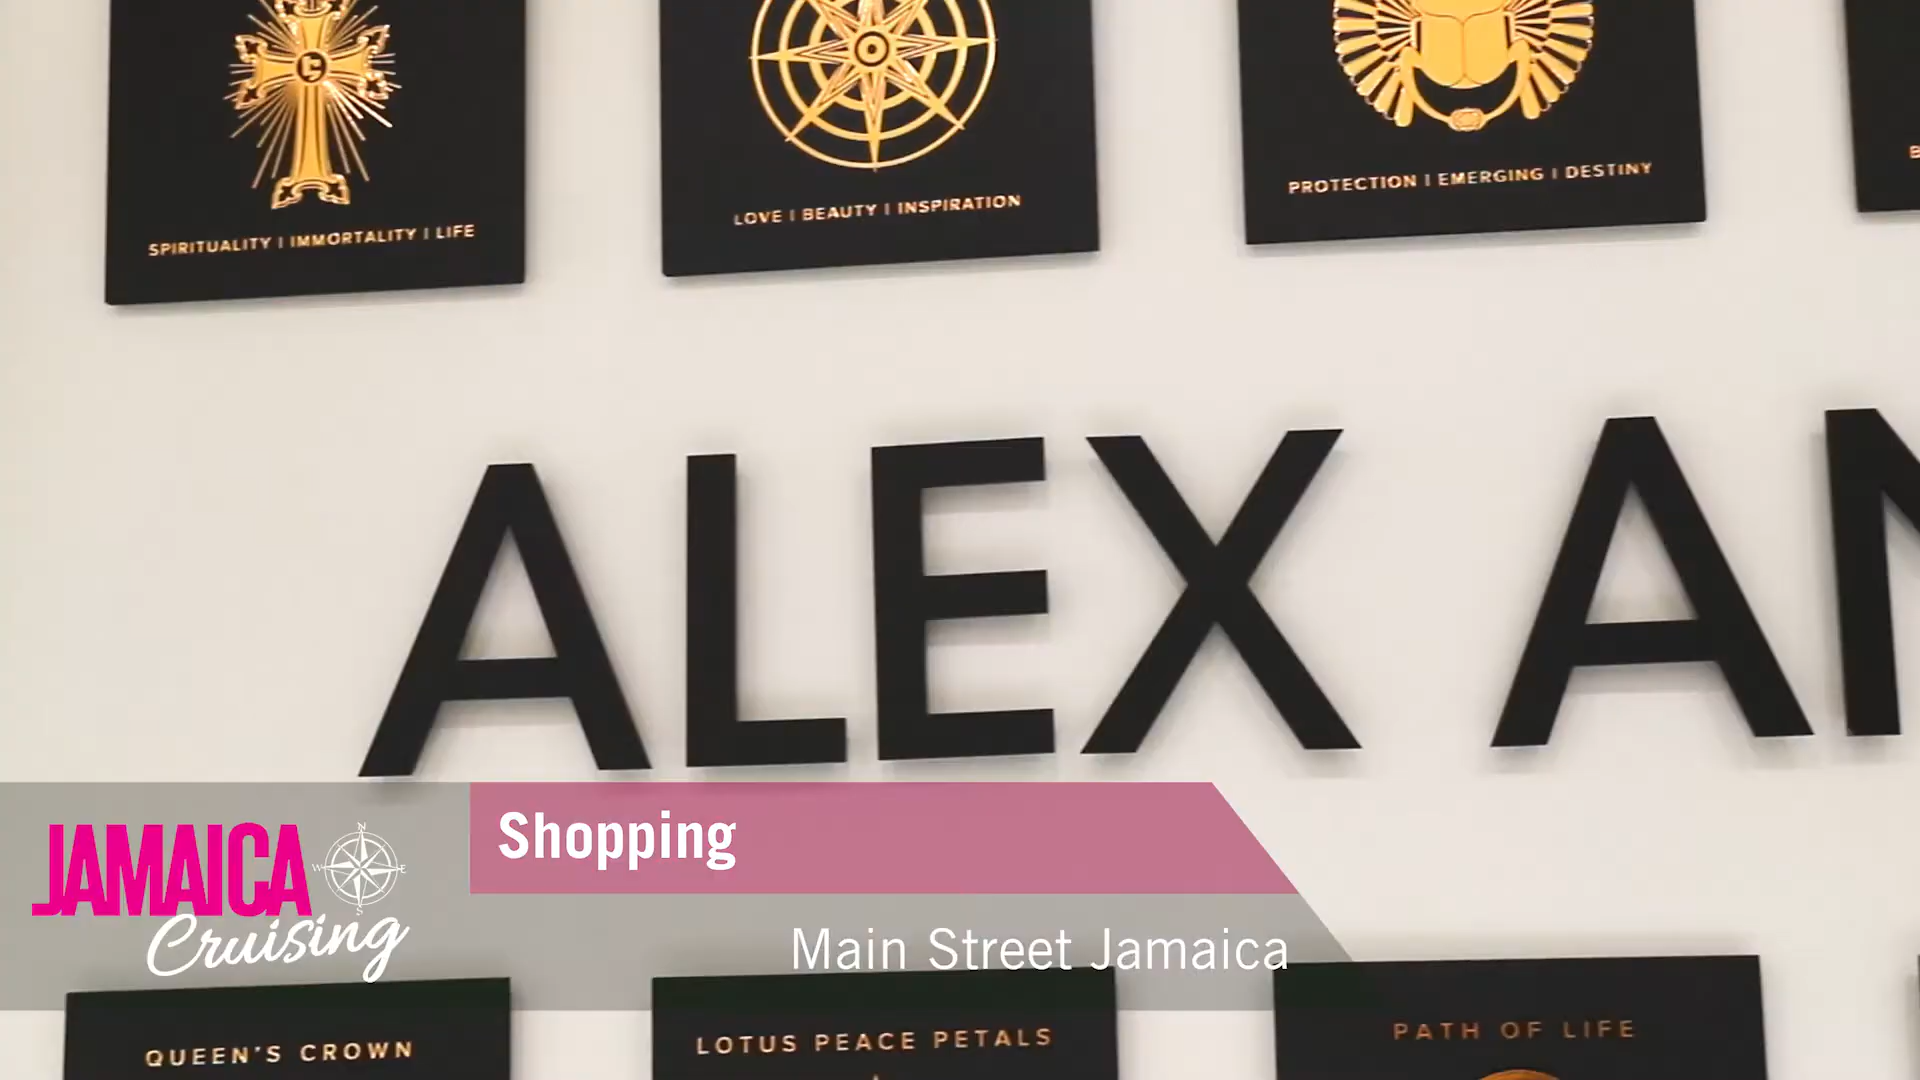 SPIRITUALITY | IMMORTALITY | LIFE
LOVE | BEAUTY | INSPIRATION
PROTECTION | EMERGING | DESTINY
ALEX AN
Shopping
JAMAICA
N
W E
S
Cruising
Main Street Jamaica
QUEEN'S CROWN
LOTUS PEACE PETALS
PATH OF LIFE